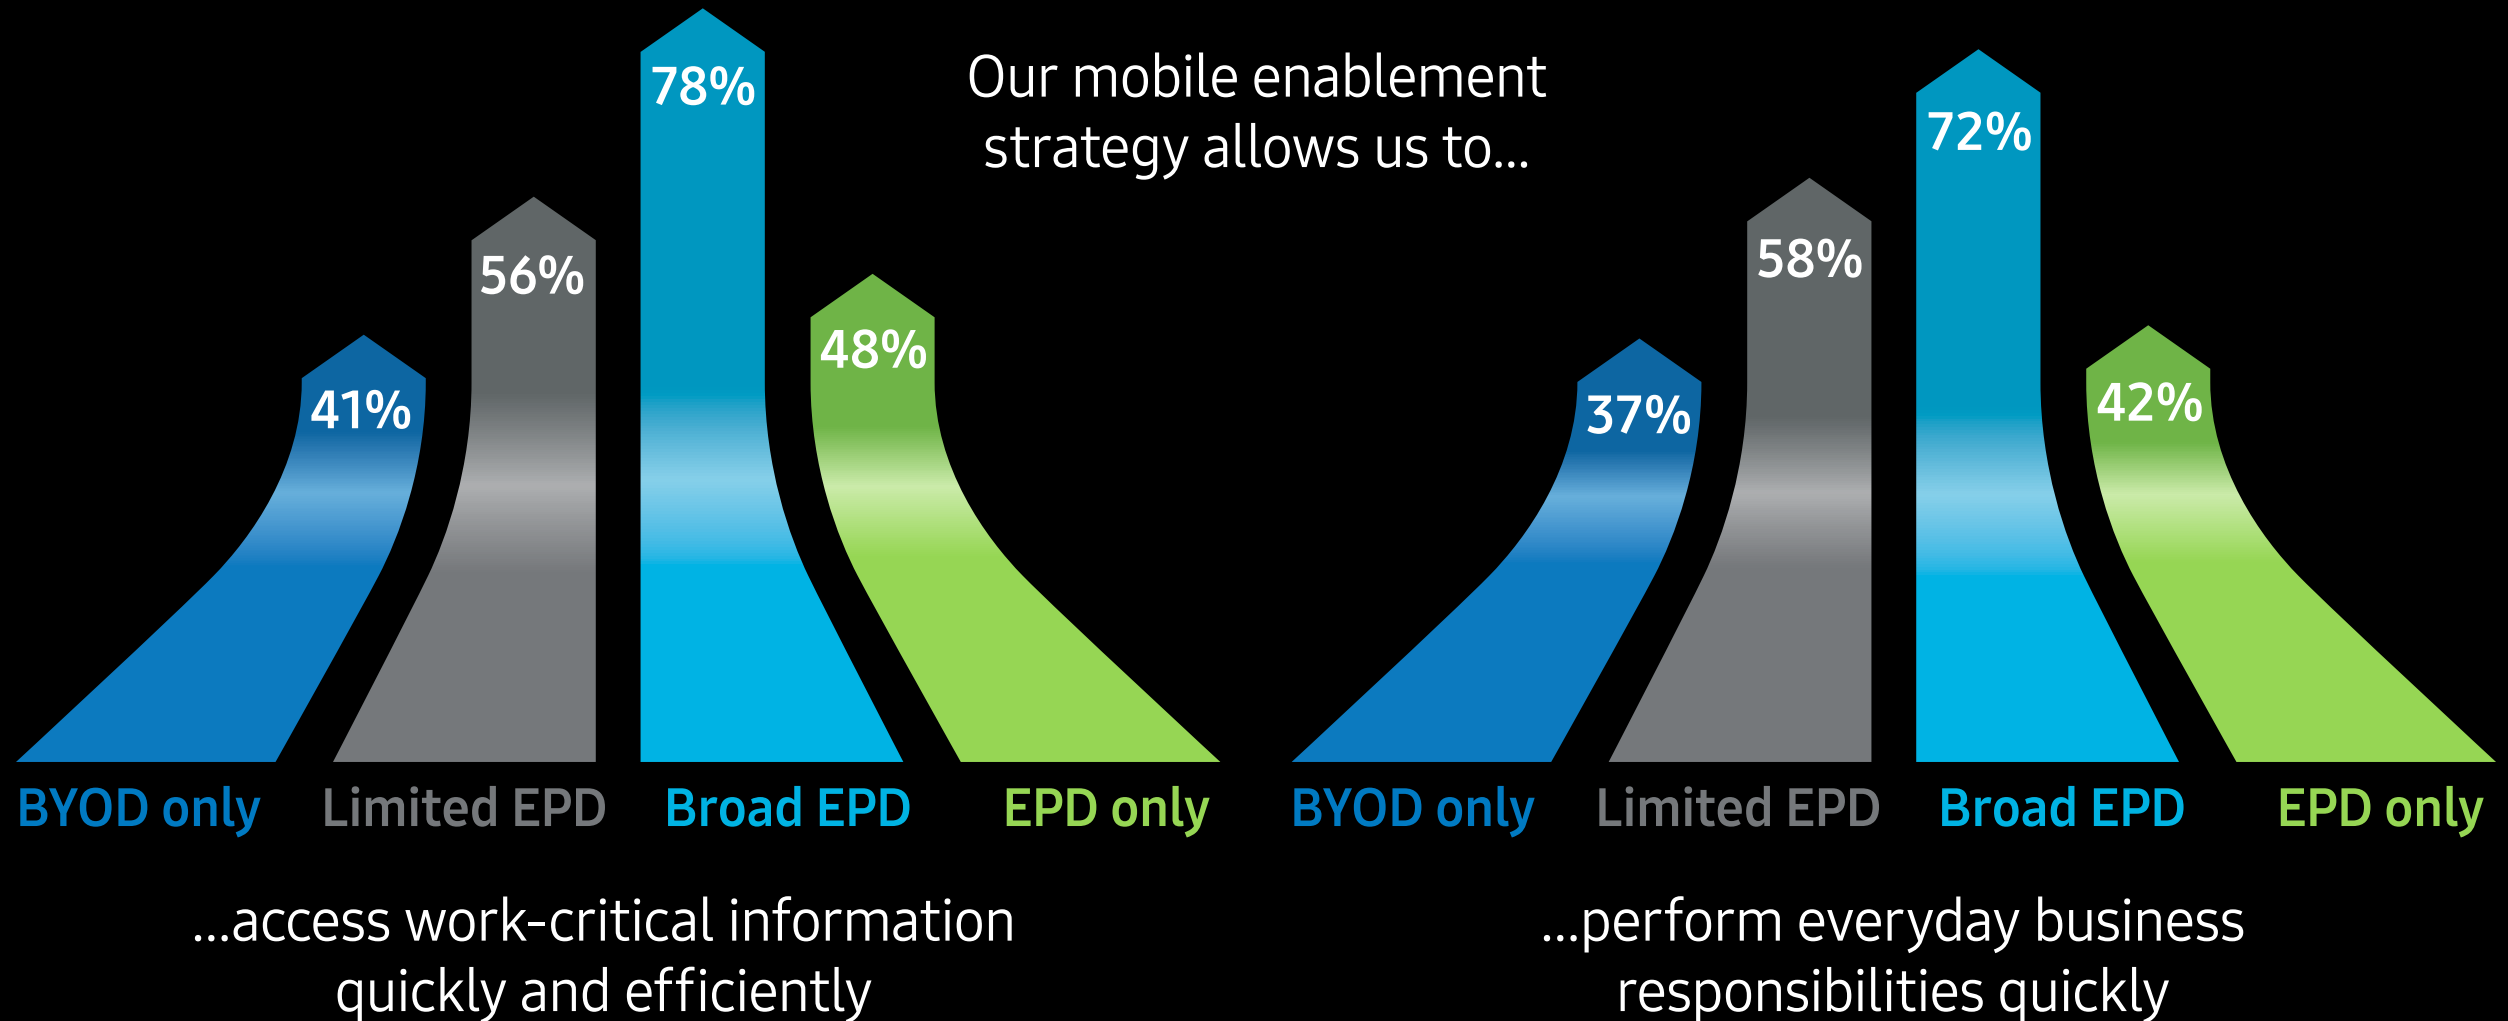 Our mobile enablement
strategy allows us to...
78%
56%
41%
48%
BYOD only
Limited EPD
Broad EPD
EPD only
...access work-critical information
quickly and efficiently
72%
58%
37%
42%
BYOD only
Limited EPD
Broad EPD
EPD only
...perform everyday business
responsibilities quickly